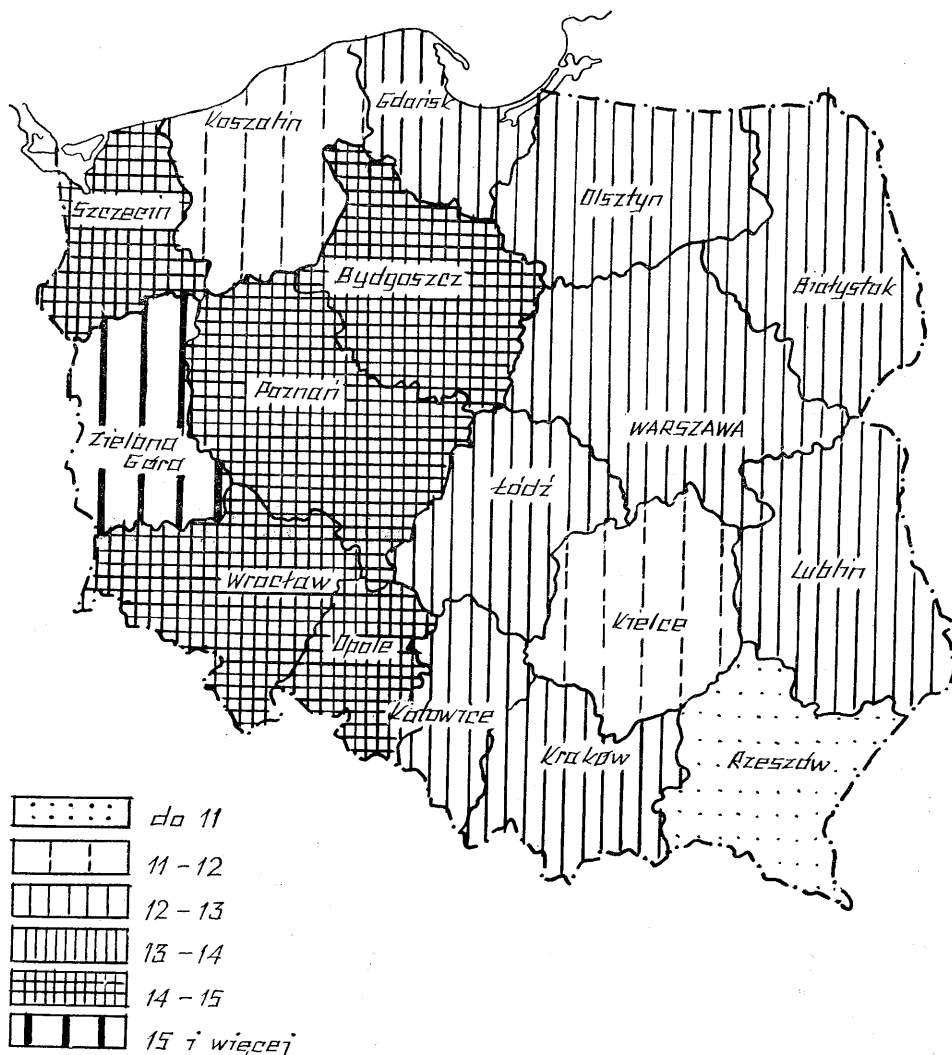 Koszalin
Gdańsk
Szczecin
Olsztyn
Bydgoszcz
Białystok
Poznań
Zielona
Góra
WARSZAWA
Łódź
Wrocław
Lublin
Opole
Kielce
Katowice
Kraków
Rzeszów
do 11
11 - 12
12 - 13
13 - 14
14 - 15
15 i więcej